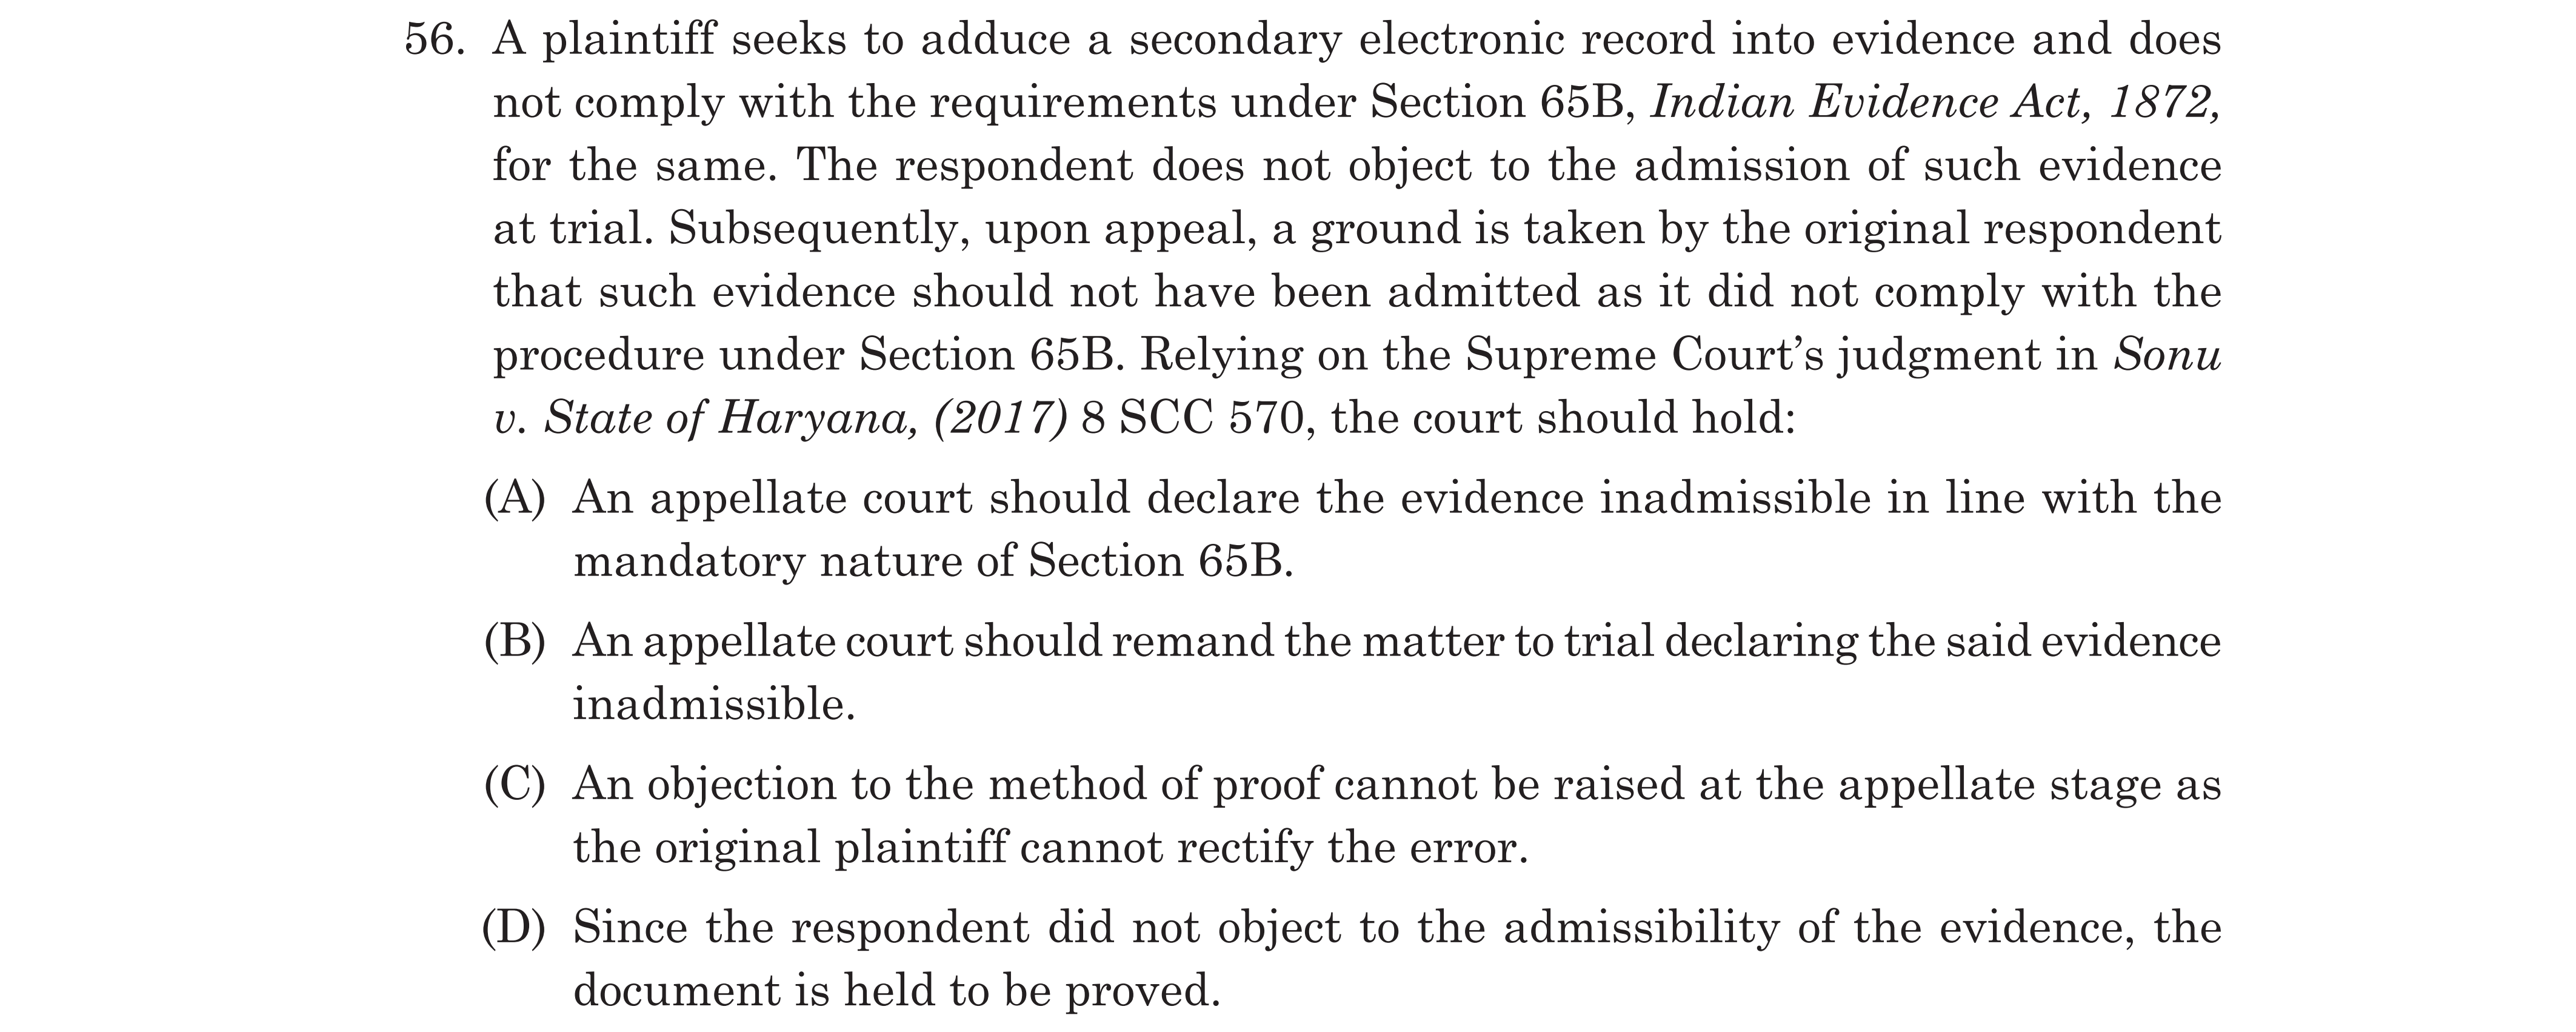 56. A plaintiff seeks to adduce a secondary electronic record into evidence and does
not comply with the requirements under Section 65B, Indian Evidence Act, 1872,
for the same. The respondent does not object to the admission of such evidence
at trial. Subsequently, upon appeal, a ground is taken by the original respondent
that such evidence should not have been admitted as it did not comply with the
procedure under Section 65B. Relying on the Supreme Court’s judgment in Sonu
v. State of Haryana, (2017) 8 SCC 570, the court should hold:
(A) An appellate court should declare the evidence inadmissible in line with the
mandatory nature of Section 65B.
(B) An appellate court should remand the matter to trial declaring the said evidence
inadmissible.
(C) An objection to the method of proof cannot be raised at the appellate stage as
the original plaintiff cannot rectify the error.
(D) Since the respondent did not object to the admissibility of the evidence, the
document is held to be proved.